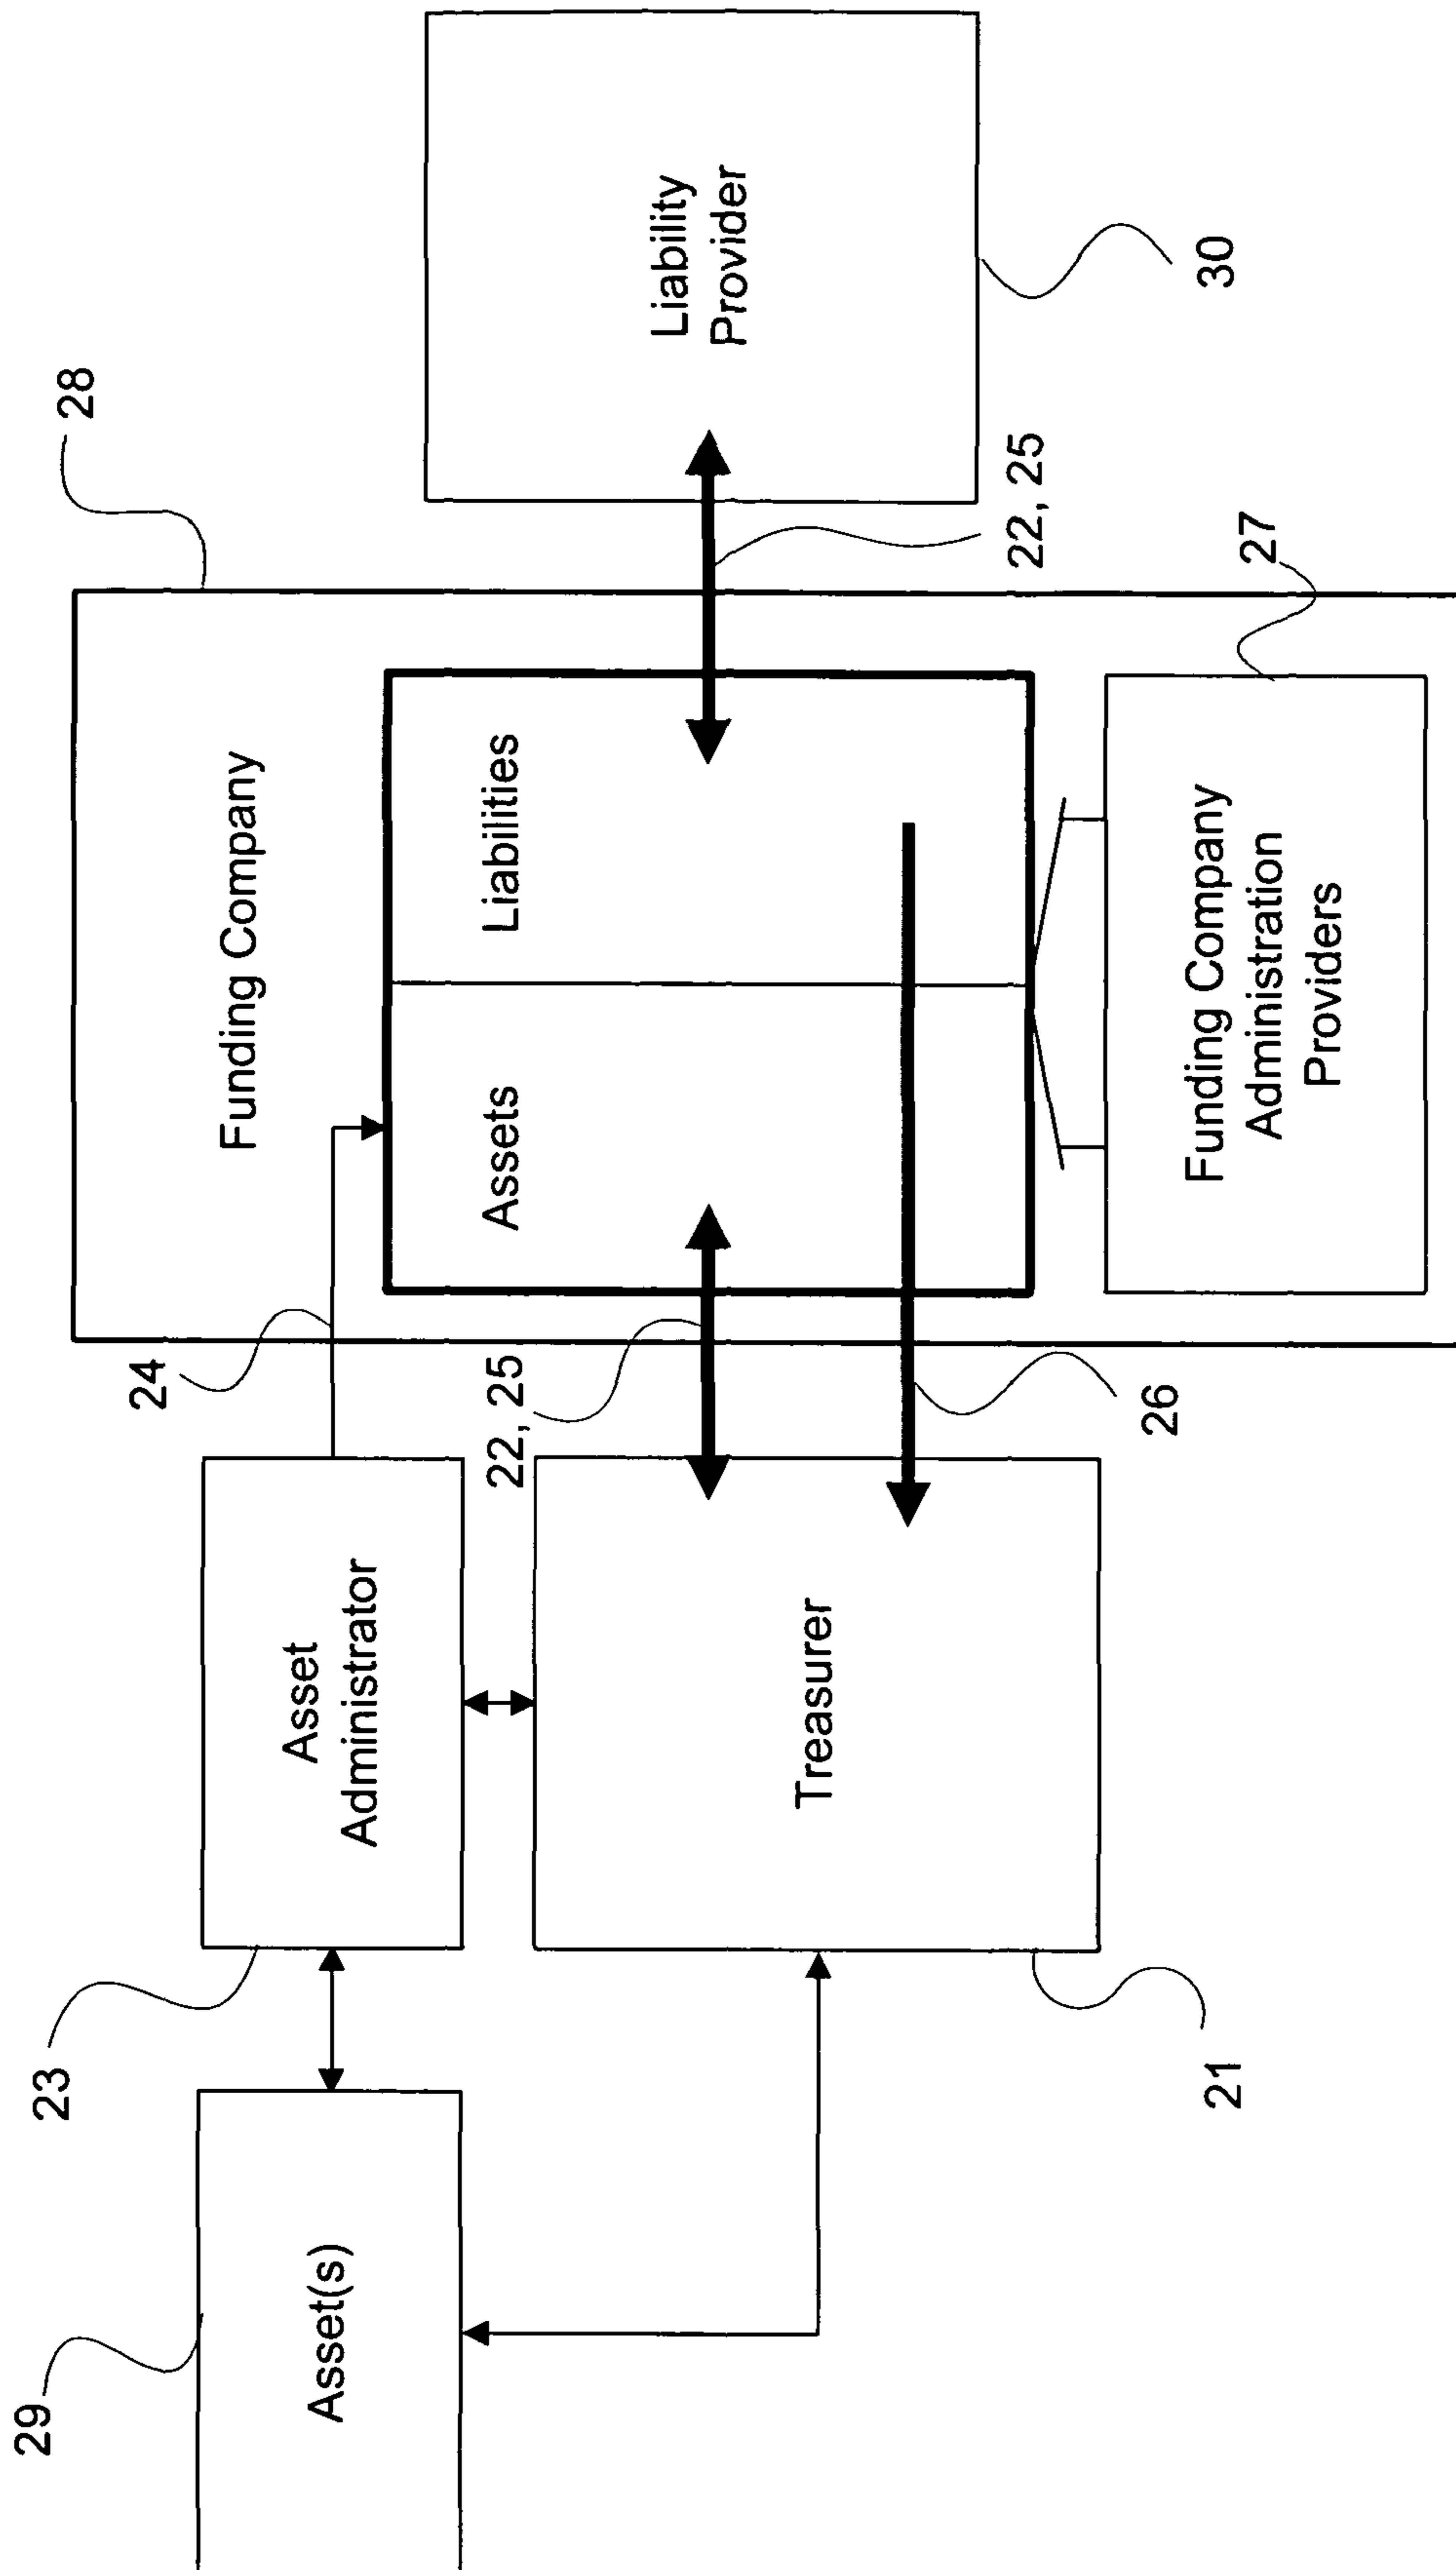 29
23
28
24
Funding Company
Asset(s)
Asset
Administrator
22, 25
Assets
Liabilities
Liability
Provider
Treasurer
22, 25
26
21
30
27
Funding Company
Administration
Providers